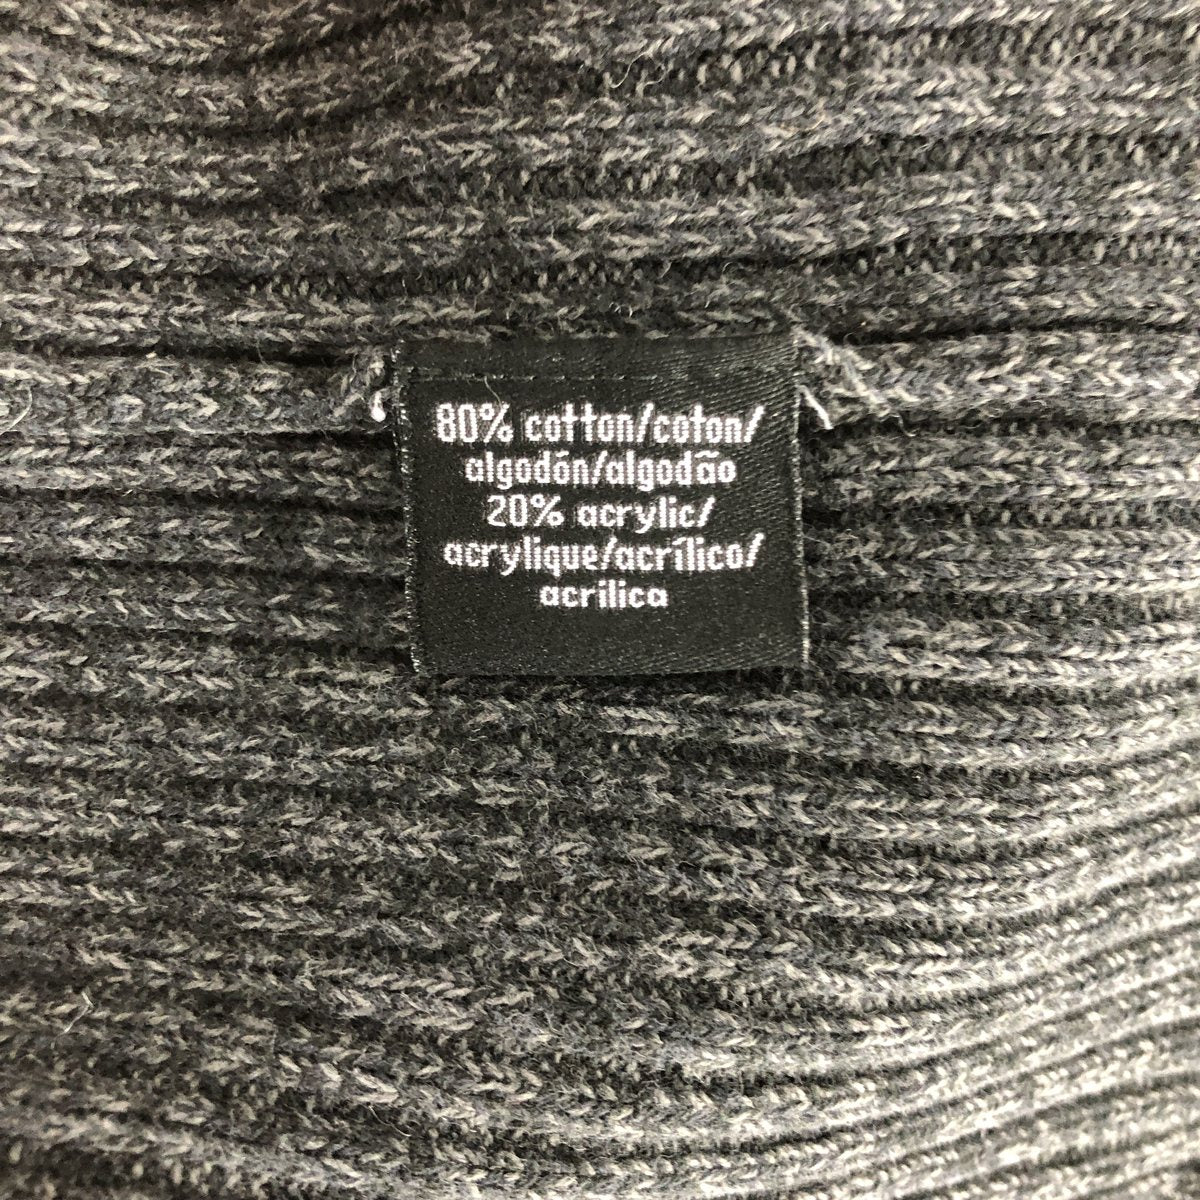 80% cotton/coton/
algodón/algodão
20% acrylic/
acrylique/acrílico/
acrilica